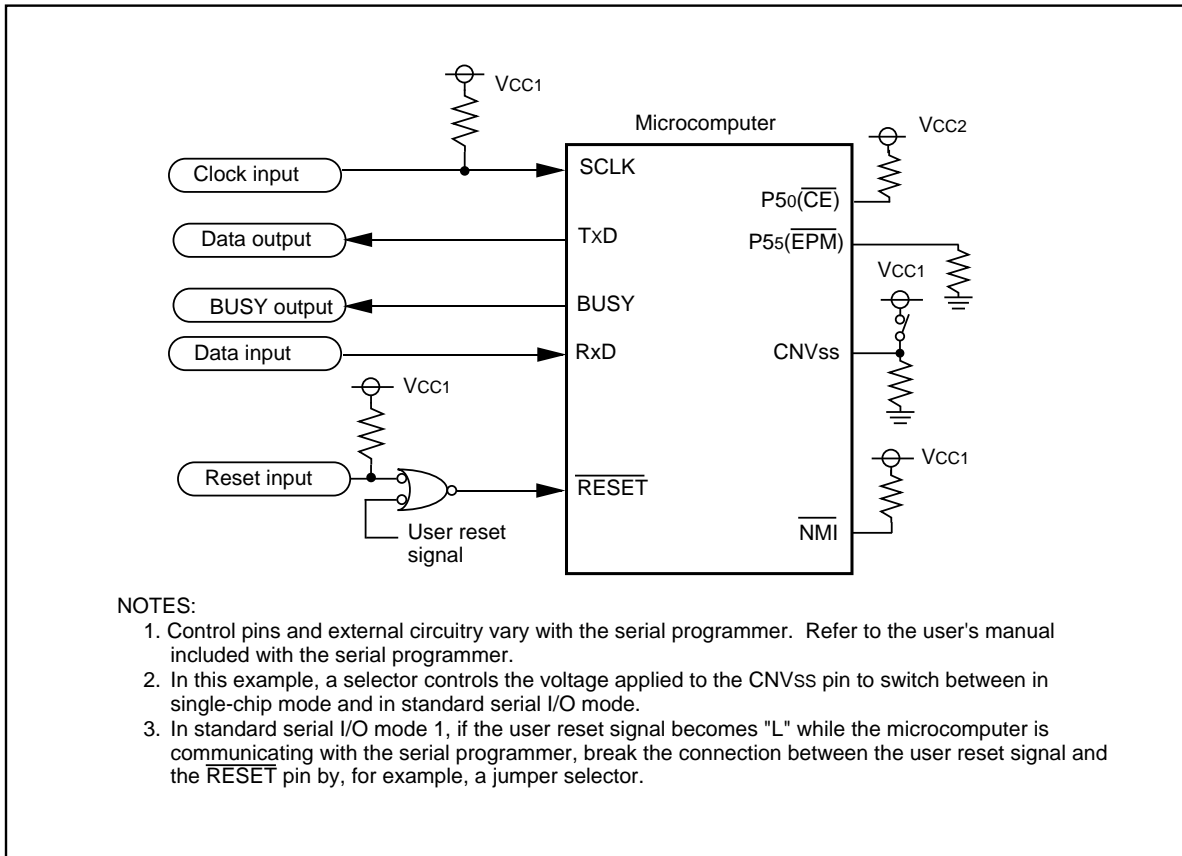 VCC1
Microcomputer
VCC2
Clock input
SCLK
P50(CE)
Data output
TxD
P55(EPM)
VCC1
BUSY output
BUSY
Data input
RxD
CNVss
VCC1
Reset input
RESET
VCC1
User reset
signal
NMI
NOTES:
1. Control pins and external circuitry vary with the serial programmer. Refer to the user's manual
included with the serial programmer.
2. In this example, a selector controls the voltage applied to the CNVSS pin to switch between in
single-chip mode and in standard serial I/O mode.
3. In standard serial I/O mode 1, if the user reset signal becomes "L" while the microcomputer is
communicating with the serial programmer, break the connection between the user reset signal and
the RESET pin by, for example, a jumper selector.